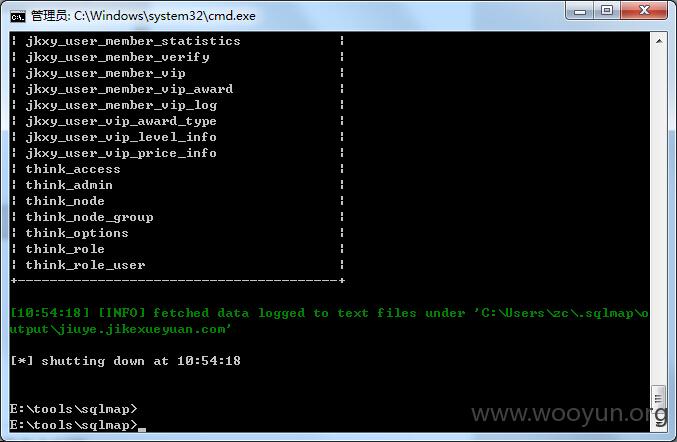 管理员: C:\Windows\system32\cmd.exe
| jkxy_user_member_statistics |
| jkxy_user_member_verify |
| jkxy_user_member_vip |
| jkxy_user_member_vip_award |
| jkxy_user_member_vip_log |
| jkxy_user_vip_award_type |
| jkxy_user_vip_level_info |
| jkxy_user_vip_price_info |
| think_access |
| think_admin |
| think_node |
| think_node_group |
| think_options |
| think_role |
| think_role_user |
+----------------------------------------+
[10:54:18] [INFO] fetched data logged to text files under 'C:\Users\zc\.sqlmap\o
utput\jiuye.jikexueyuan.com'
[*] shutting down at 10:54:18
E:\tools\sqlmap>
E:\tools\sqlmap>_
www.wooyun.org